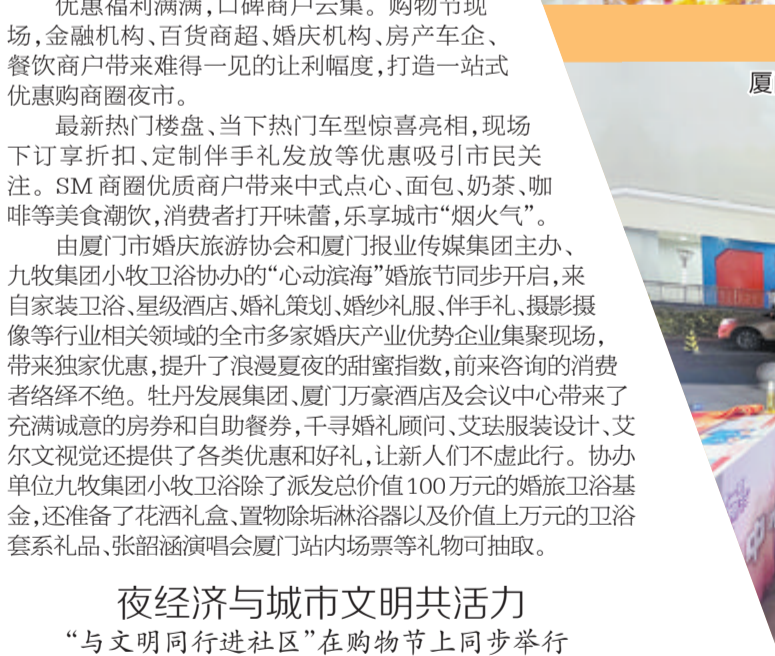 优惠福利满满，口碑商户云集。购物节现
场，金融机构、百货商超、婚庆机构、房产车企、
餐饮商户带来难得一见的让利幅度，打造一站式
优惠购商圈夜市。
最新热门楼盘、当下热门车型惊喜亮相，现场
下订享折扣、定制伴手礼发放等优惠吸引市民关
注。SM商圈优质商户带来中式点心、面包、奶茶、咖
啡等美食潮饮，消费者打开味蕾，乐享城市“烟火气”。
由厦门市婚庆旅游协会和厦门报业传媒集团主办、
九牧集团小牧卫浴协办的“心动滨海”婚旅节同步开启，来
自家装卫浴、星级酒店、婚礼策划、婚纱礼服、伴手礼、摄影摄
像等行业相关领域的全市多家婚庆产业优势企业集聚现场，
带来独家优惠，提升了浪漫夏夜的甜蜜指数，前来咨询的消费
者络绎不绝。牡丹发展集团、厦门万豪酒店及会议中心带来了
充满诚意的房券和自助餐券，千寻婚礼顾问、艾珐服装设计、艾
尔文视觉还提供了各类优惠和好礼，让新人们不虚此行。协办
单位九牧集团小牧卫浴除了派发总价值100万元的婚旅卫浴基
金，还准备了花洒礼盒、置物除垢淋浴器以及价值上万元的卫浴
套系礼品、张韶涵演唱会厦门站内场票等礼物可抽取。
夜经济与城市文明共活力
“与文明同行进社区”在购物节上同步举行
厦